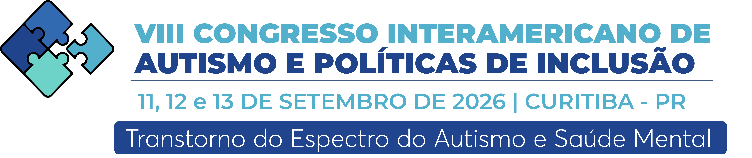 VIII CONGRESSO INTERAMERICANO DE
AUTISMO E POLÍTICAS DE INCLUSÃO
11, 12 e 13 DE SETEMBRO DE 2026 | CURITIBA - PR
Transtorno do Espectro do Autismo e Saúde Mental